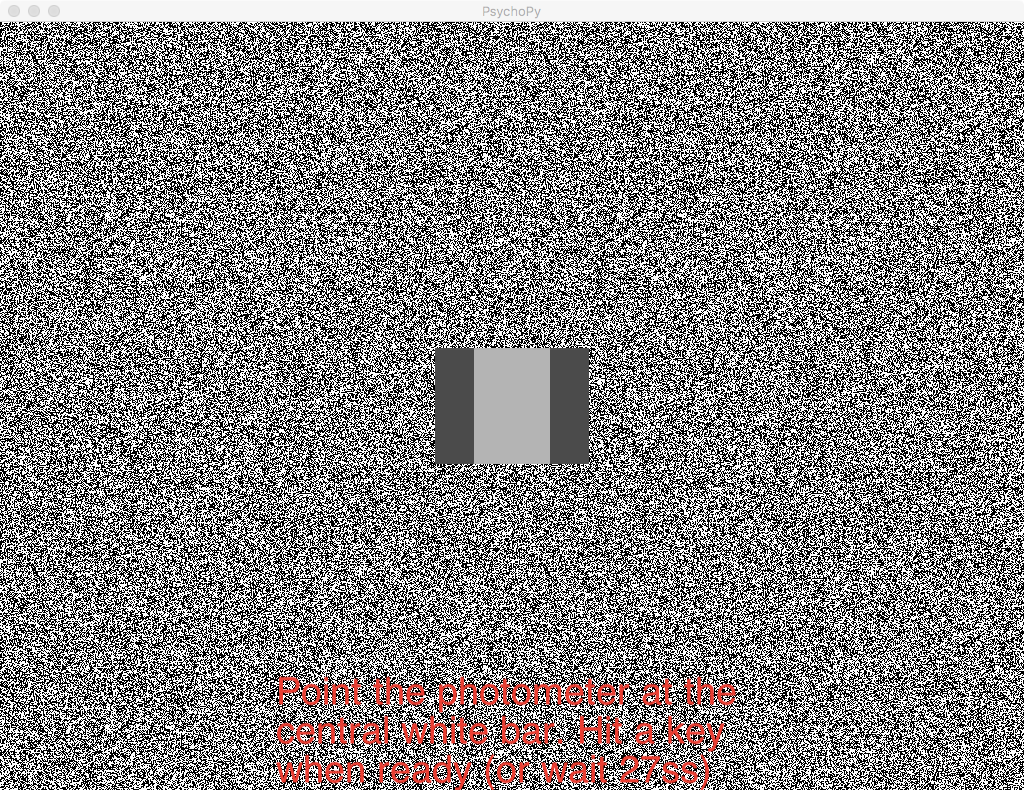 PsychoPy
Point the photometer at the
central white bar. Hit a key
when ready (or wait 27ss)